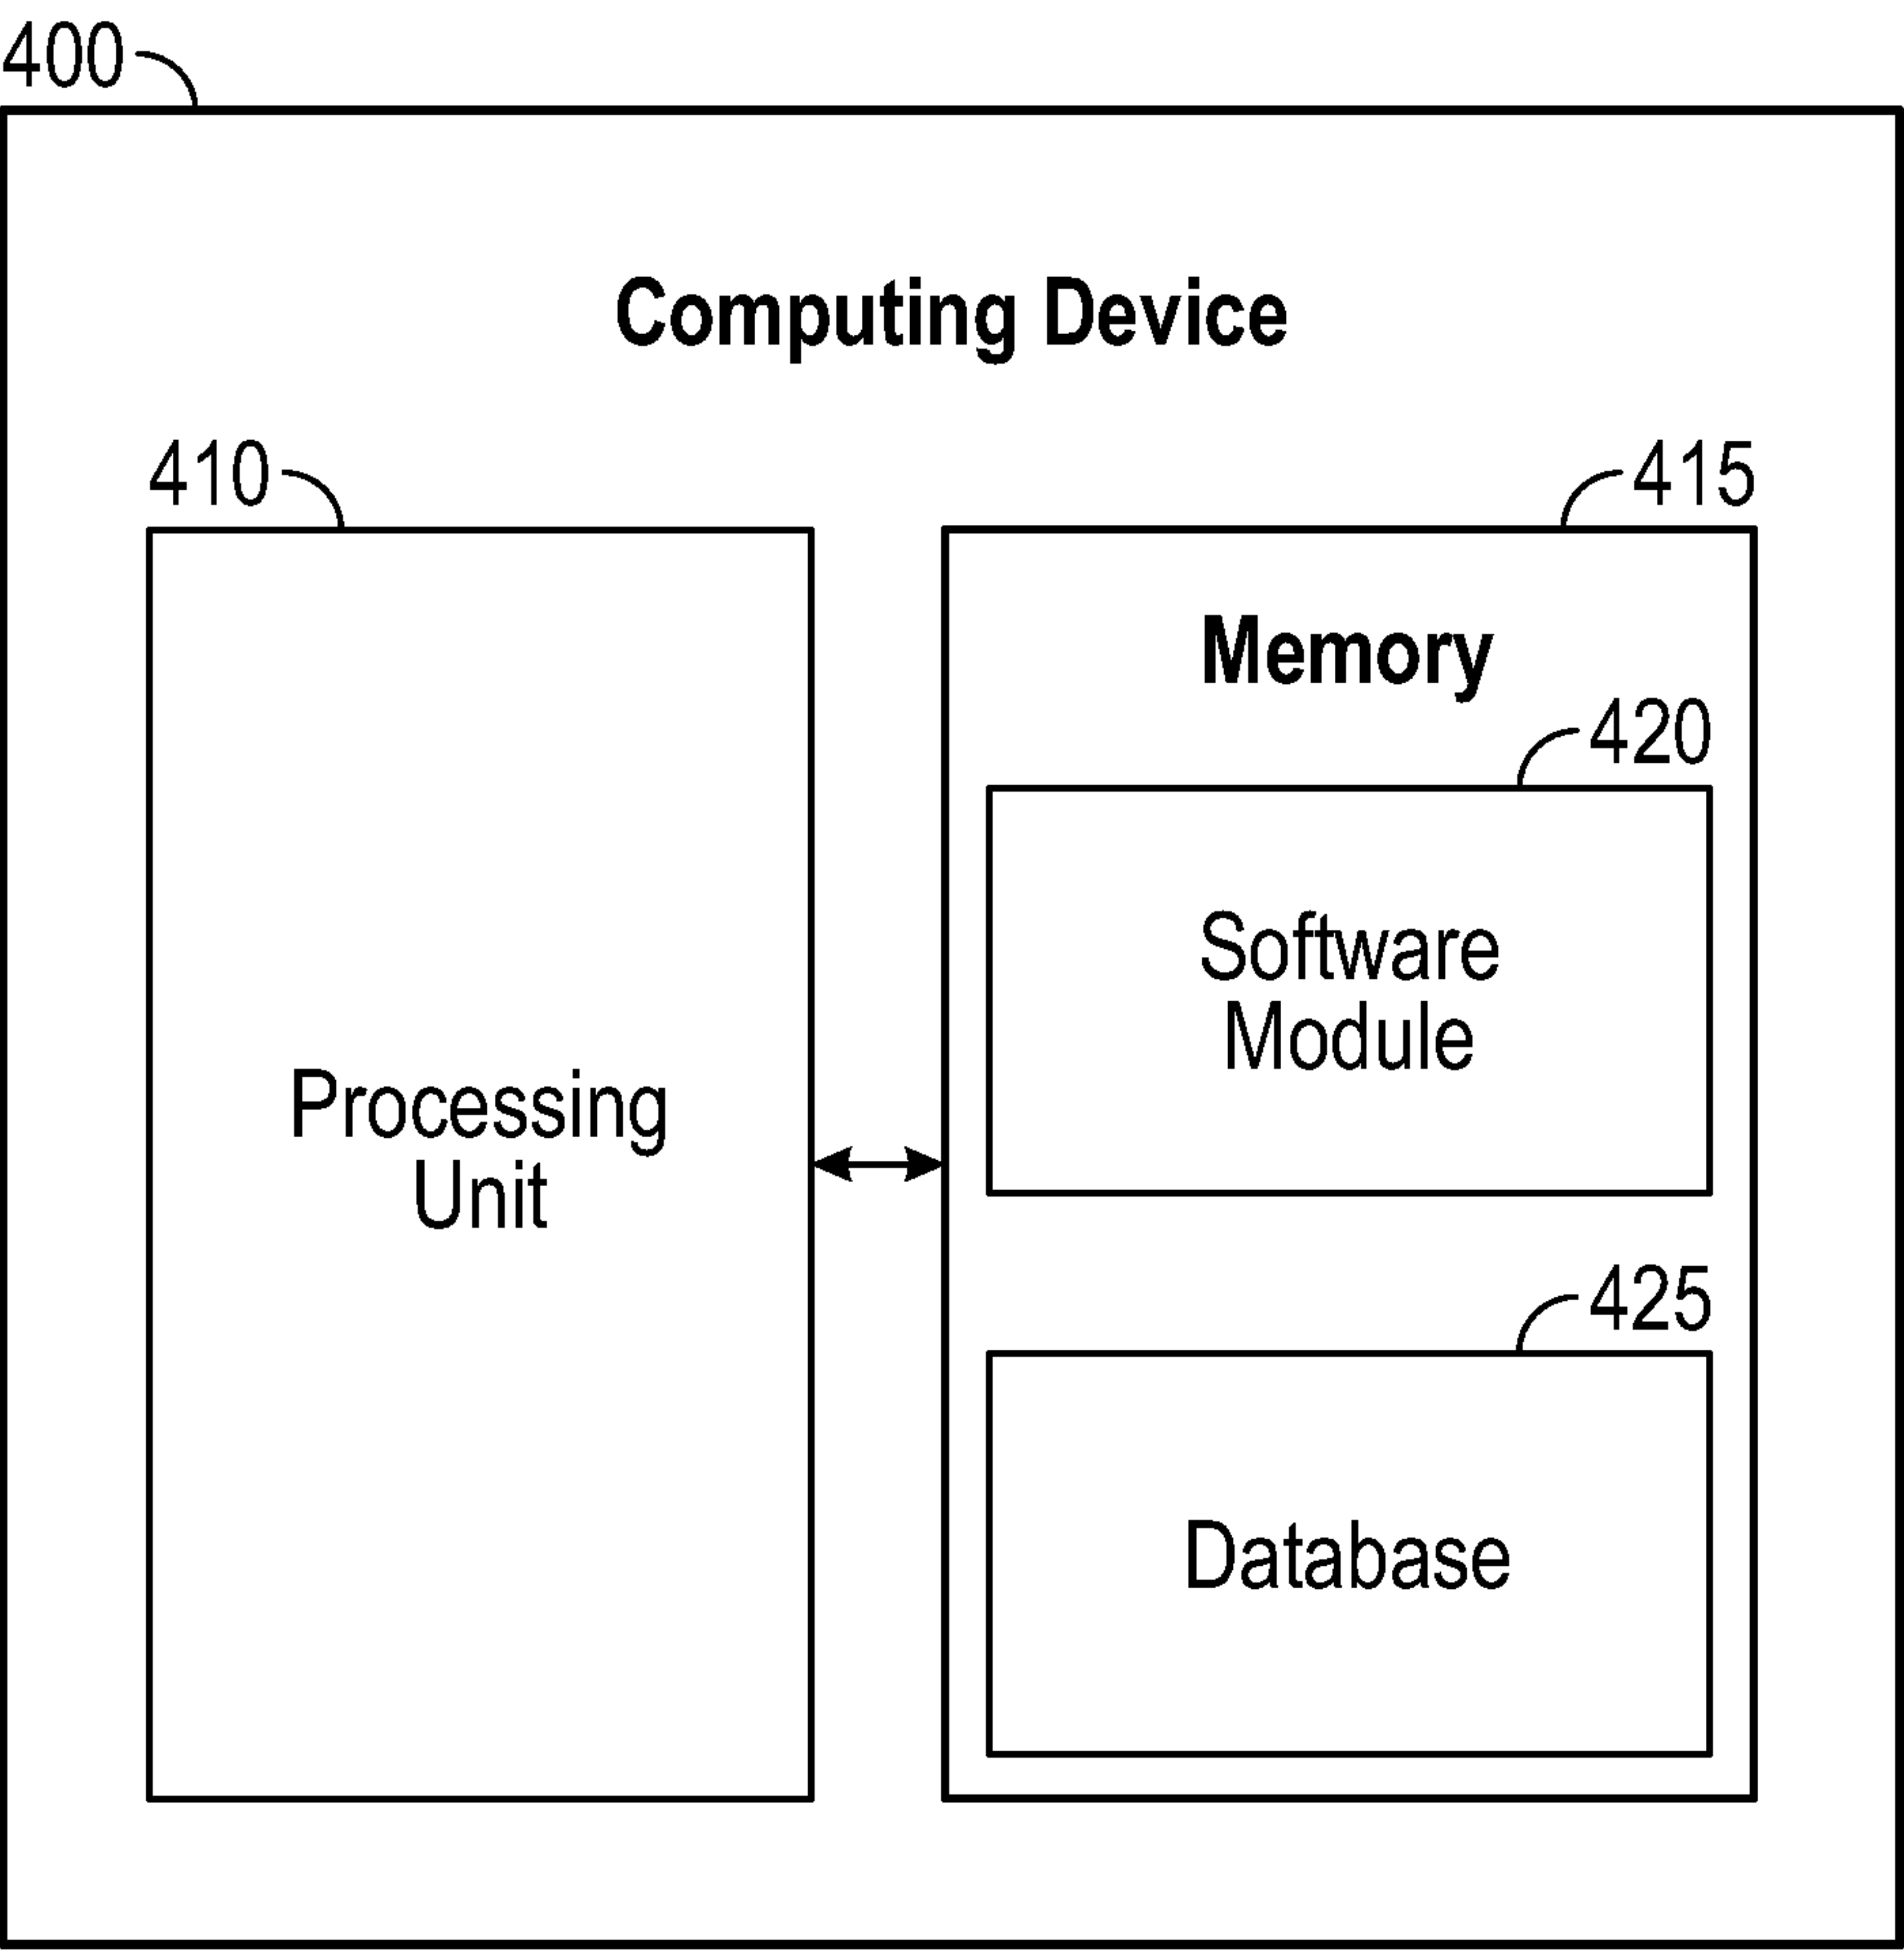 400
Computing Device
410
415
Memory
420
Software
Module
Processing
Unit
425
Database